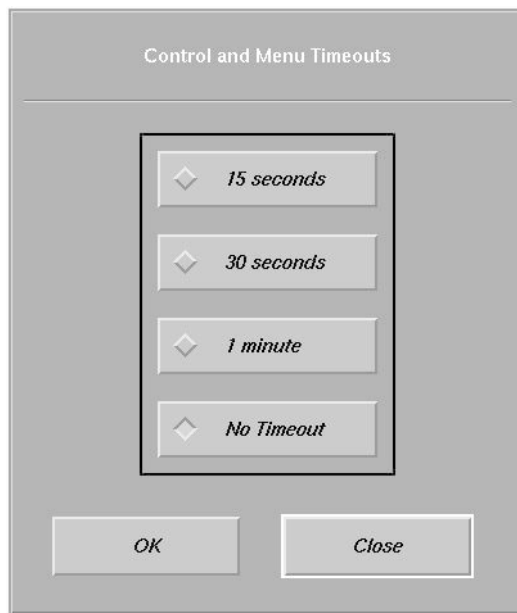 Control and Menu Timeouts
15 seconds
30 seconds
1 minute
No Timeout
OK
Close